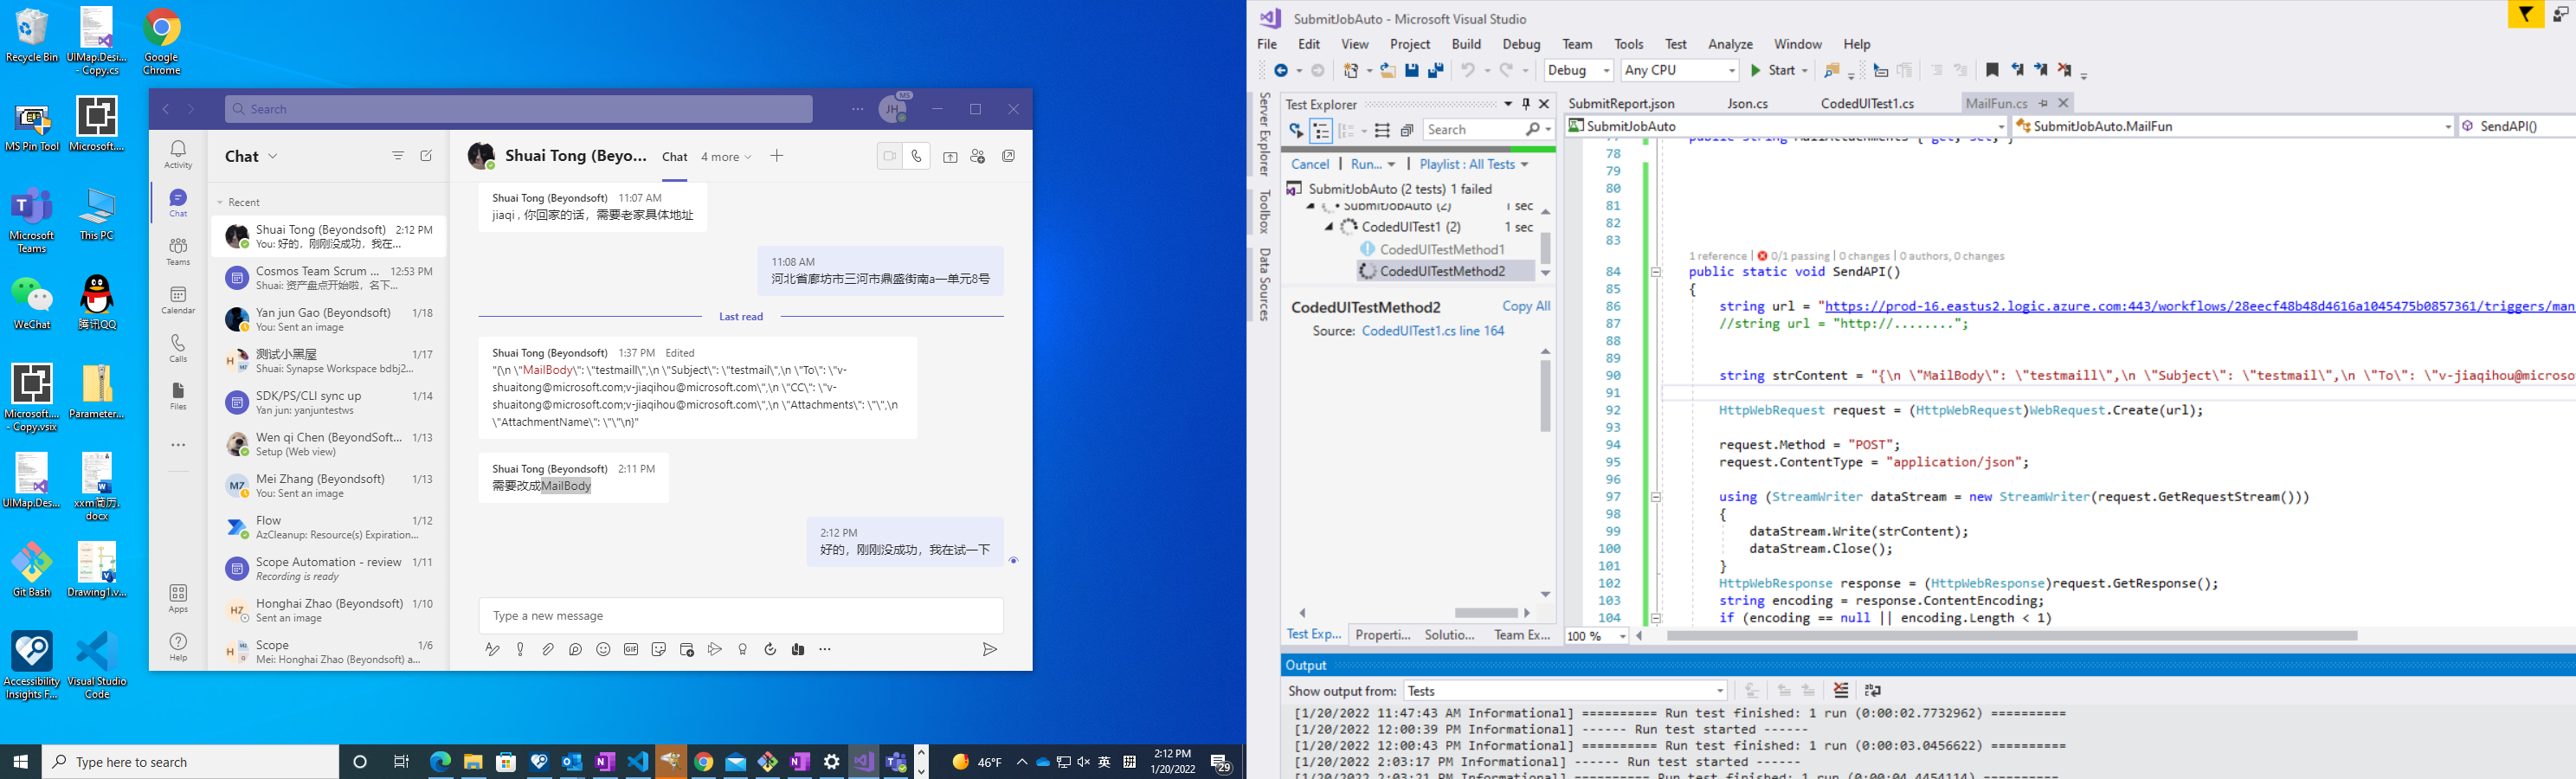 Recycle Bin
UIMap.Desi...
- Copy.cs
Google
Chrome
MS Pin Tool
Microsoft....
Microsoft
Teams
This PC
WeChat
腾讯QQ
Microsoft....
- Copy.vsix
Parameter...
UIMap.Des...
xxm简历.
docx
Git Bash
Drawing1.v...
Accessibility
Insights F...
Visual Studio
Code
Search
JH
MS
Activity
Chat
Teams
Calendar
Calls
Files
Apps
Help
Chat
Recent
Shuai Tong (Beyondsoft) 2:12 PM
You: 好的，刚刚没成功，我在...
Cosmos Team Scrum ... 12:53 PM
Shuai: 资产盘点开始啦，名下...
Yan jun Gao (Beyondsoft) 1/18
You: Sent an image
测试小黑屋 1/17
Shuai: Synapse Workspace bdbj2...
SDK/PS/CLI sync up 1/14
Yan jun: yanjuntestws
Wen qi Chen (BeyondSoft... 1/13
Setup (Web view)
MZ
Mei Zhang (Beyondsoft) 1/13
You: Sent an image
Flow 1/12
AzCleanup: Resource(s) Expiration...
Scope Automation - review 1/11
Recording is ready
HZ
Honghai Zhao (Beyondsoft) 1/10
Sent an image
Scope 1/6
Mei: Honghai Zhao (Beyondsoft) a...
Shuai Tong (Beyo... Chat 4 more
Shuai Tong (Beyondsoft) 11:07 AM
jiaqi , 你回家的话，需要老家具体地址
11:08 AM
河北省廊坊市三河市鼎盛街南a一单元8号
Last read
Shuai Tong (Beyondsoft) 1:37 PM Edited
"{\n \"MailBody\": \"testmaill\",\n \"Subject\": \"testmail\",\n \"To\": \"v-
shuaitong@microsoft.com;v-jiaqihou@microsoft.com\",\n \"CC\": \"v-
shuaitong@microsoft.com;v-jiaqihou@microsoft.com\",\n \"Attachments\": \"\",\n
\"AttachmentName\": \"\"\n}"
Shuai Tong (Beyondsoft) 2:11 PM
需要改成MailBody
2:12 PM
好的，刚刚没成功，我在试一下
Type a new message
GIF
Type here to search
46°F
英
拼
2:12 PM
1/20/2022
29
SubmitJobAuto - Microsoft Visual Studio
File Edit View Project Build Debug Team Tools Test Analyze Window Help
Debug Any CPU Start
Server Explorer
Toolbox
Data Sources
Test Explorer
Search
Cancel | Run... | Playlist : All Tests
SubmitJobAuto (2 tests) 1 failed
SubmitJobAuto (2) 1 sec
CodedUITest1 (2) 1 sec
CodedUITestMethod1
CodedUITestMethod2
CodedUITestMethod2 Copy All
Source: CodedUITest1.cs line 164
Test Exp... Properti... Solutio... Team Ex...
SubmitReport.json Json.cs CodedUITest1.cs MailFun.cs
SubmitJobAuto SubmitJobAuto.MailFun SendAPI()
78
79
80
81
82
83
1 reference | 0/1 passing | 0 changes | 0 authors, 0 changes
84 public static void SendAPI()
85 {
86 string url = "https://prod-16.eastus2.logic.azure.com:443/workflows/28eecf48b48d4616a1045475b0857361/triggers/man
87 //string url = "http://........";
88
89
90 string strContent = "{\n \"MailBody\": \"testmaill\",\n \"Subject\": \"testmail\",\n \"To\": \"v-jiaqihou@microso
91
92 HttpWebRequest request = (HttpWebRequest)WebRequest.Create(url);
93
94 request.Method = "POST";
95 request.ContentType = "application/json";
96
97 using (StreamWriter dataStream = new StreamWriter(request.GetRequestStream()))
98 {
99 dataStream.Write(strContent);
100 dataStream.Close();
101 }
102 HttpWebResponse response = (HttpWebResponse)request.GetResponse();
103 string encoding = response.ContentEncoding;
104 if (encoding == null || encoding.Length < 1)
100 %
Output
Show output from: Tests
[1/20/2022 11:47:43 AM Informational] ========== Run test finished: 1 run (0:00:02.7732962) ==========
[1/20/2022 12:00:39 PM Informational] ------ Run test started ------
[1/20/2022 12:00:43 PM Informational] ========== Run test finished: 1 run (0:00:03.0456622) ==========
[1/20/2022 2:03:17 PM Informational] ------ Run test started ------
[1/20/2022 2:03:21 PM Informational] ========== Run test finished: 1 run (0:00:04.4454114) ==========